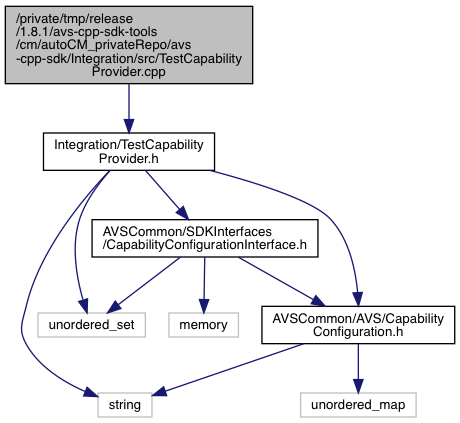 /private/tmp/release
/1.8.1/avs-cpp-sdk-tools
/cm/autoCM_privateRepo/avs
-cpp-sdk/Integration/src/TestCapability
Provider.cpp
Integration/TestCapability
Provider.h
AVSCommon/SDKInterfaces
/CapabilityConfigurationInterface.h
unordered_set
memory
AVSCommon/AVS/Capability
Configuration.h
string
unordered_map